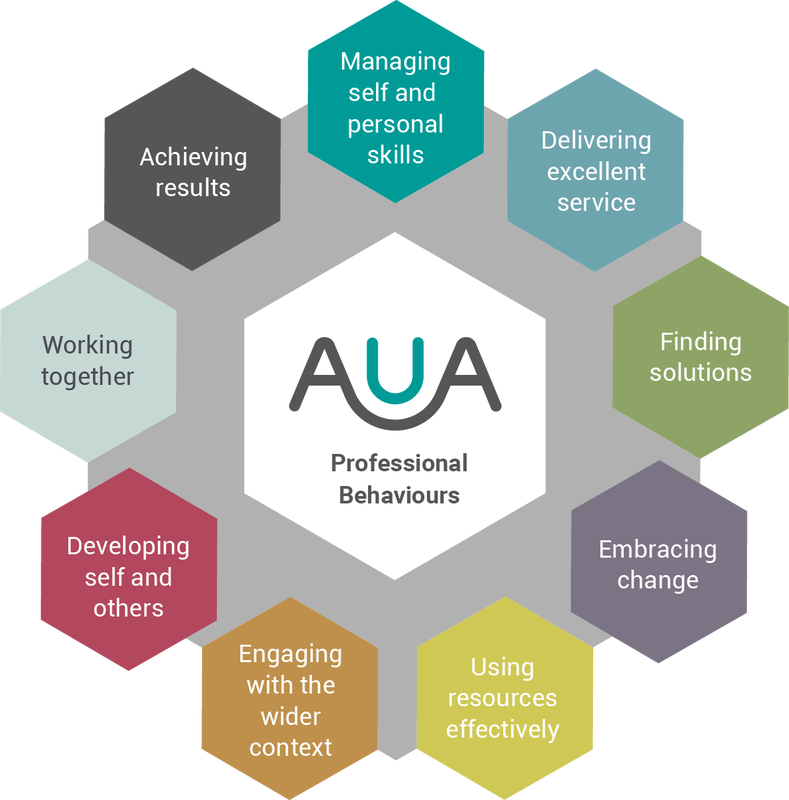 Managing
self and
personal
skills
Delivering
excellent
service
Finding
solutions
Embracing
change
Using
resources
effectively
Engaging
with the
wider
context
Developing
self and
others
Working
together
Achieving
results
AUA
Professional
Behaviours